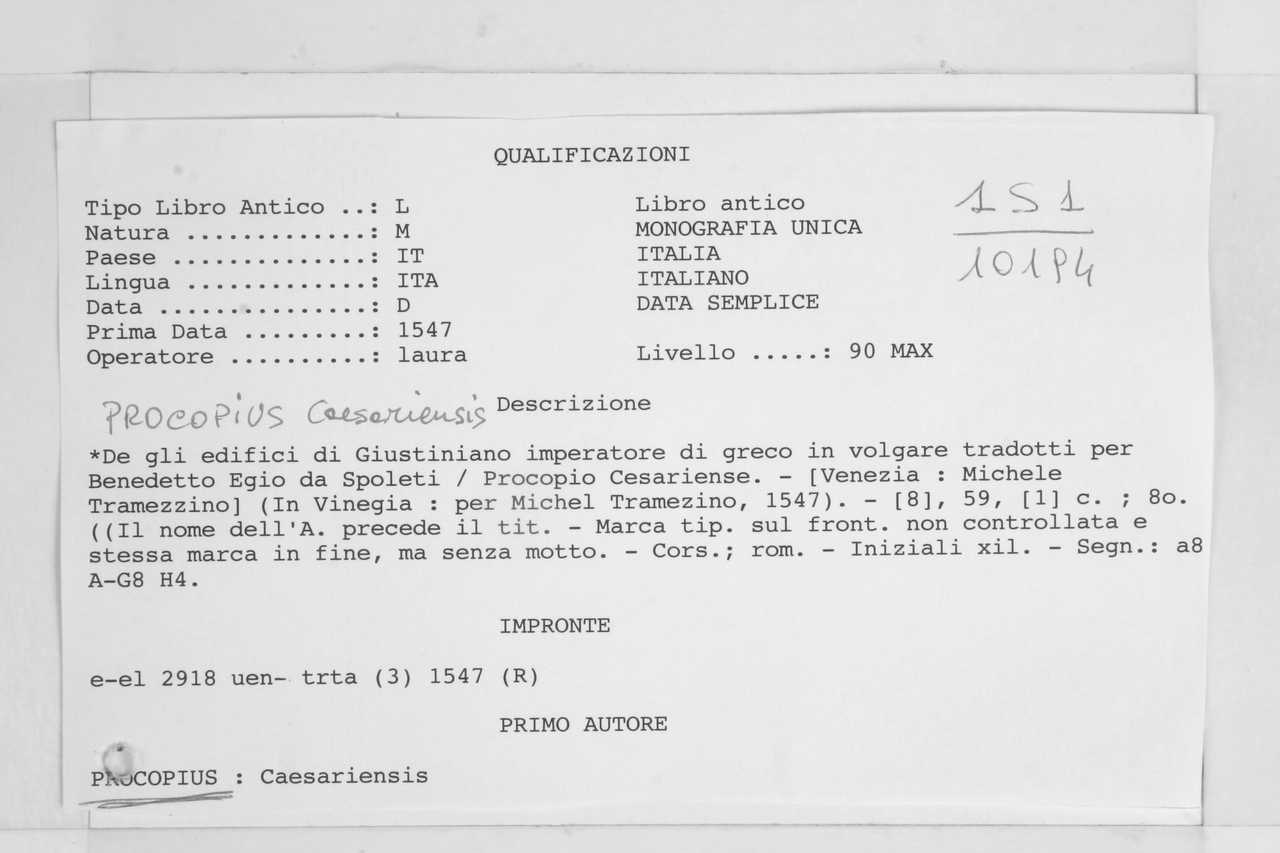 QUALIFICAZIONI
Tipo Libro Antico ..: L Libro antico
Natura .............: M MONOGRAFIA UNICA
Paese ..............: IT ITALIA
Lingua .............: ITA ITALIANO
Data ...............: D DATA SEMPLICE
Prima Data .........: 1547
Operatore ..........: laura Livello .....: 90 MAX
1S1
10194
PROCOPIUS Caesariensis Descrizione
*De gli edifici di Giustiniano imperatore di greco in volgare tradotti per
Benedetto Egio da Spoleti / Procopio Cesariense. - [Venezia : Michele
Tramezzino] (In Vinegia : per Michel Tramezino, 1547). - [8], 59, [1] c. ; 8o.
((Il nome dell'A. precede il tit. - Marca tip. sul front. non controllata e
stessa marca in fine, ma senza motto. - Cors.; rom. - Iniziali xil. - Segn.: a8
A-G8 H4.
IMPRONTE
e-el 2918 uen- trta (3) 1547 (R)
PRIMO AUTORE
PROCOPIUS : Caesariensis